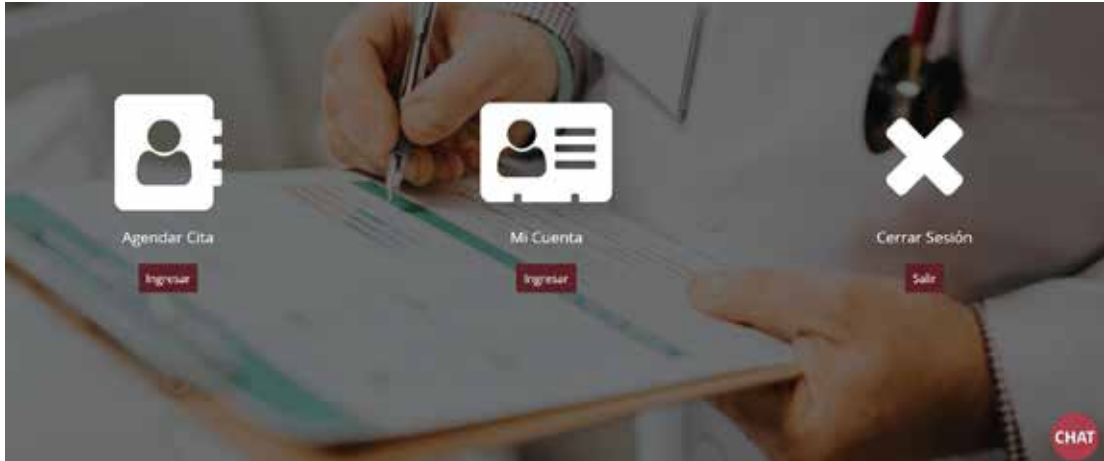 Agendar Cita
Ingresar
Mi Cuenta
Ingresar
Cerrar Sesión
Salir
CHAT